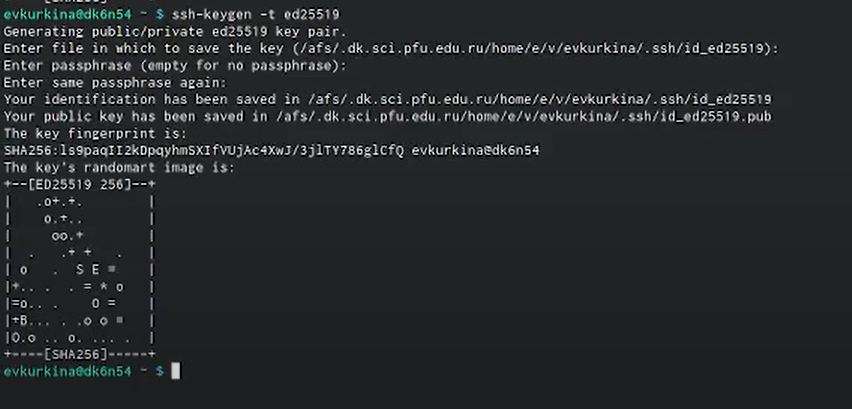 evkurkina@dk6n54 ~ $ ssh-keygen -t ed25519
Generating public/private ed25519 key pair.
Enter file in which to save the key (/afs/.dk.sci.pfu.edu.ru/home/e/v/evkurkina/.ssh/id_ed25519):
Enter passphrase (empty for no passphrase):
Enter same passphrase again:
Your identification has been saved in /afs/.dk.sci.pfu.edu.ru/home/e/v/evkurkina/.ssh/id_ed25519
Your public key has been saved in /afs/.dk.sci.pfu.edu.ru/home/e/v/evkurkina/.ssh/id_ed25519.pub
The key fingerprint is:
SHA256:ls9paqII2kDpqyhmSXIfVUjAc4XwJ/3jlTY786glCfQ evkurkina@dk6n54
The key's randomart image is:
+--[ED25519 256]--+
|   .o+.+.        |
|    o.+..        |
|     oo.+        |
|  .   .+ +   .   |
| o   .  S E =    |
|+.. .  . = * o   |
|=o.. .    O =    |
|+B... . .o o =   |
|O.o .. o. ... .  |
+----[SHA256]-----+
evkurkina@dk6n54 ~ $